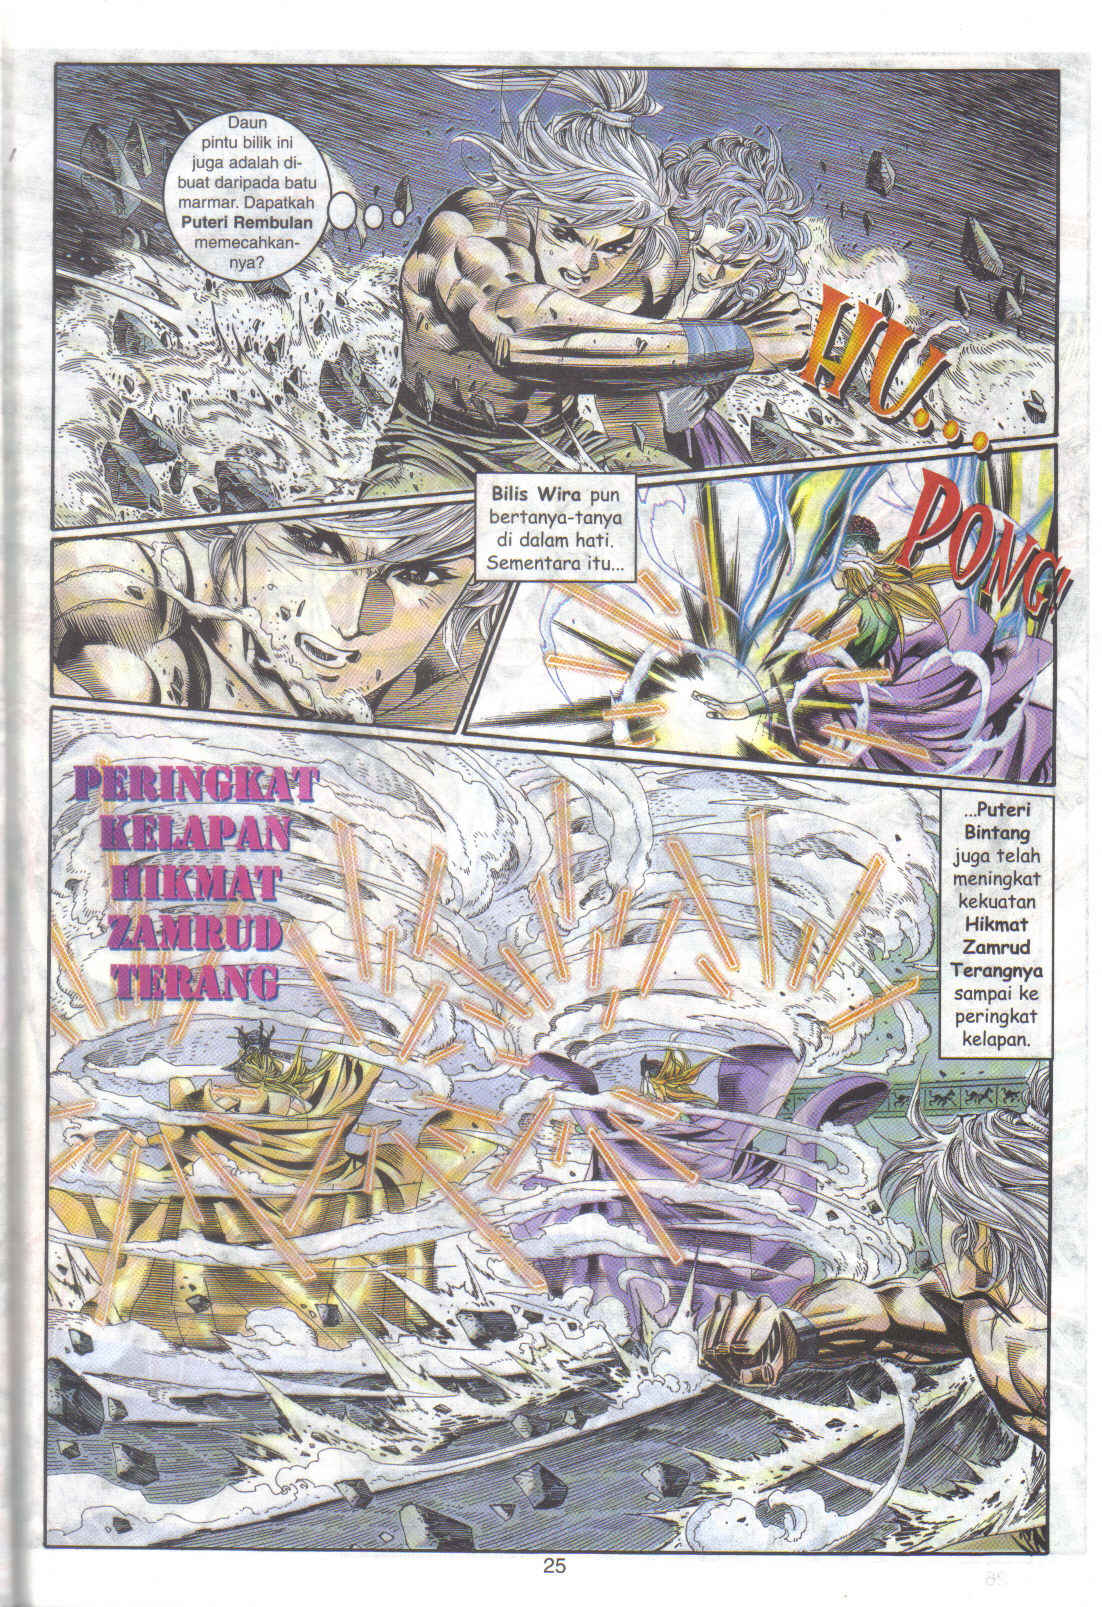 Daun
pintu bilik ini
juga adalah di-
buat daripada batu
marmar. Dapatkah
Puteri Rembulan
memecahkan-
nya?
HU...
Bilis Wira pun
bertanya-tanya
di dalam hati.
Sementara itu...
PONG!
PERINGKAT
KELAPAN
HIKMAT
ZAMRUD
TERANG
...Puteri
Bintang
juga telah
meningkat
kekuatan
Hikmat
Zamrud
Terangnya
sampai ke
peringkat
kelapan.
25